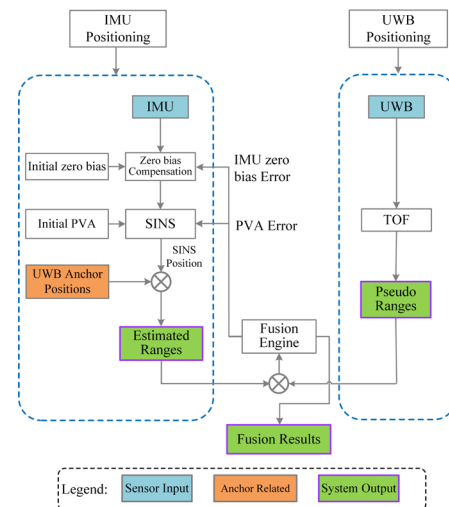 IMU
Positioning
UWB
Positioning
IMU
UWB
Initial zero bias
Zero bias
Compensation
IMU zero
bias Error
Initial PVA
SINS
PVA Error
TOF
SINS
Position
UWB Anchor
Positions
Pseudo
Ranges
Estimated
Ranges
Fusion
Engine
Fusion Results
Legend:
Sensor Input
Anchor Related
System Output